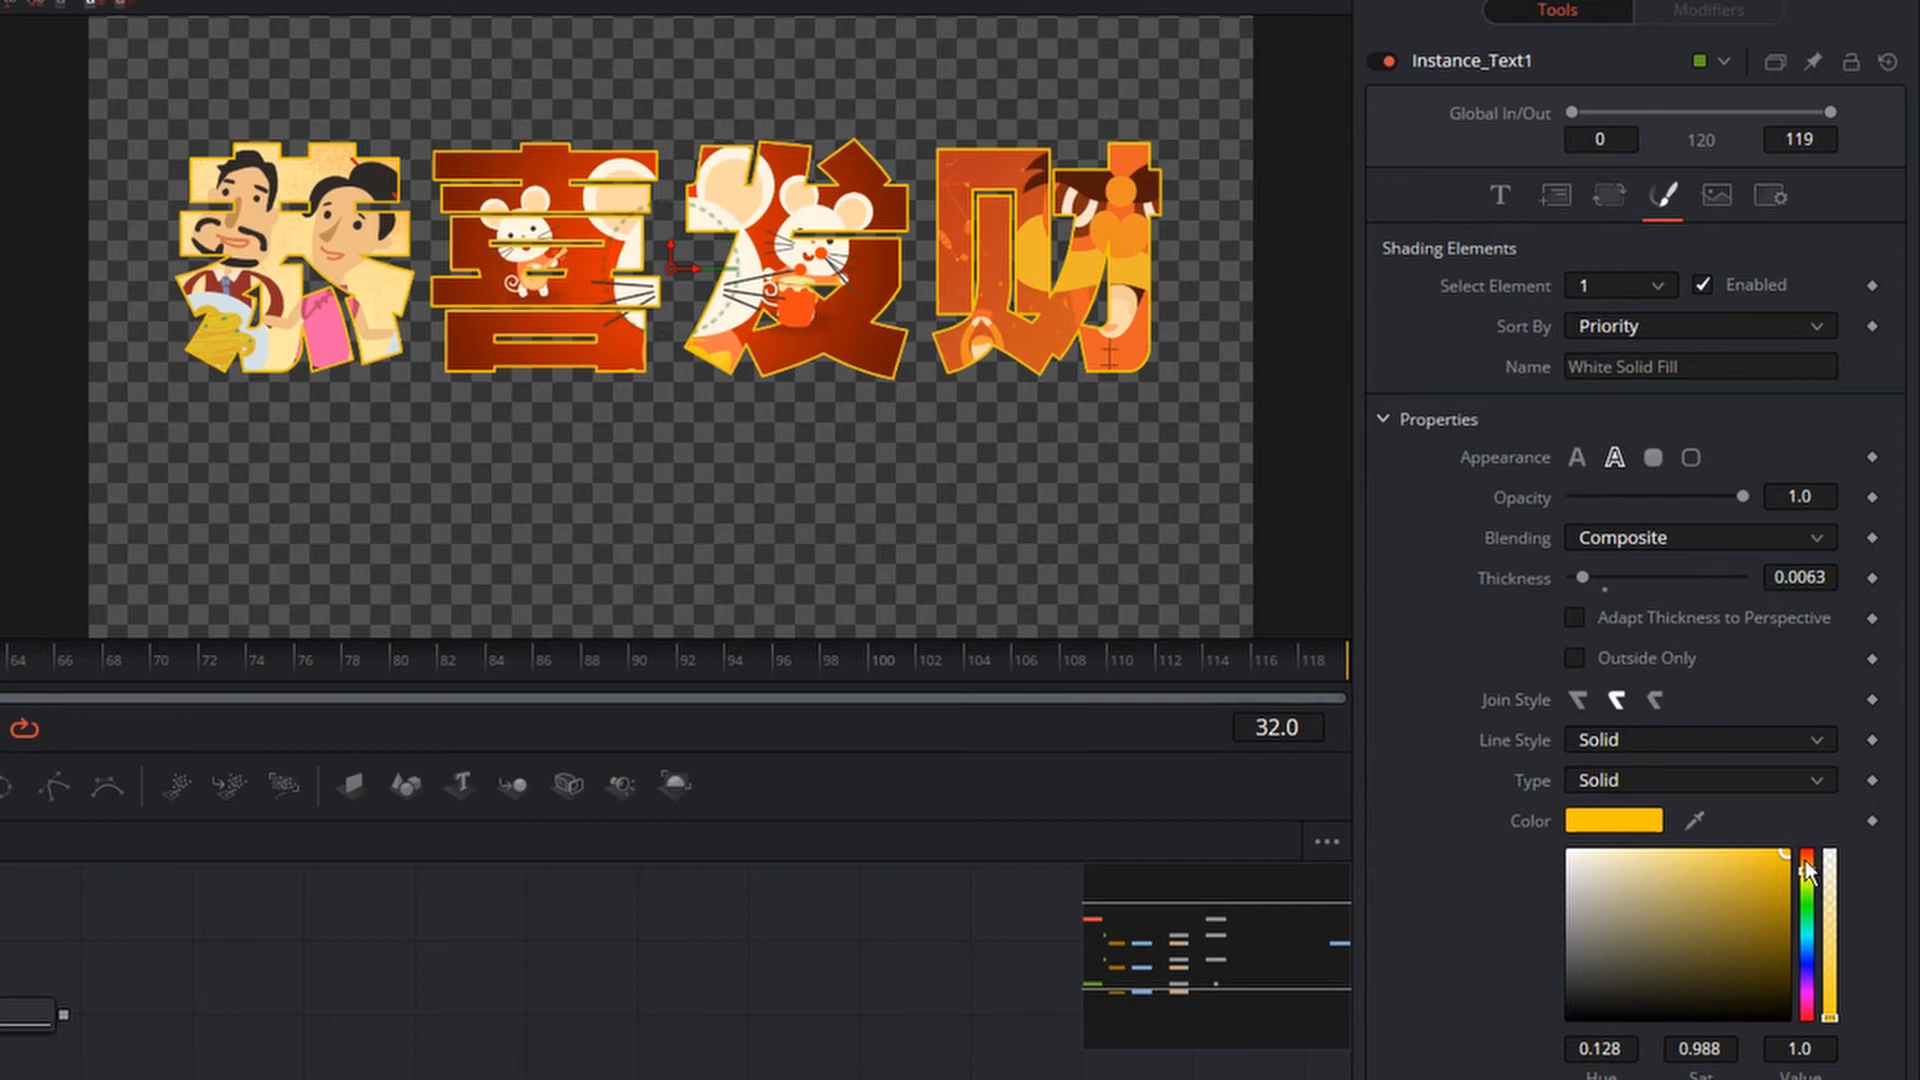 Tools Modifiers
Instance_Text1
Global In/Out
0 120 119
恭喜发财
T
Shading Elements
Select Element 1 Enabled
Sort By Priority
Name White Solid Fill
Properties
Appearance A A
Opacity 1.0
Blending Composite
Thickness 0.0063
Adapt Thickness to Perspective
Outside Only
64 66 68 70 72 74 76 78 80 82 84 86 88 90 92 94 96 98 100 102 104 106 108 110 112 114 116 118
Join Style
32.0
Line Style Solid
Type Solid
T
Color
0.128 0.988 1.0
Hue Sat Value